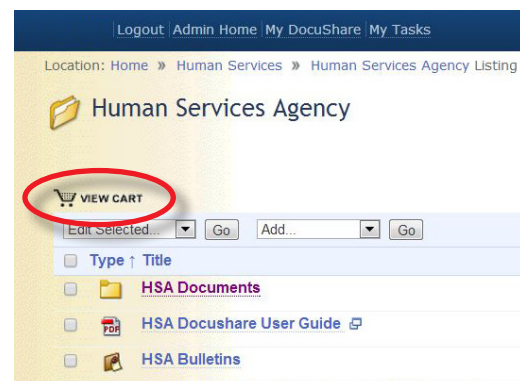 Logout Admin Home My DocuShare My Tasks
Location: Home » Human Services » Human Services Agency Listing
Human Services Agency
VIEW CART
Edit Selected... Go Add... Go
Type ↑ Title
HSA Documents
PDF HSA Docushare User Guide
HSA Bulletins